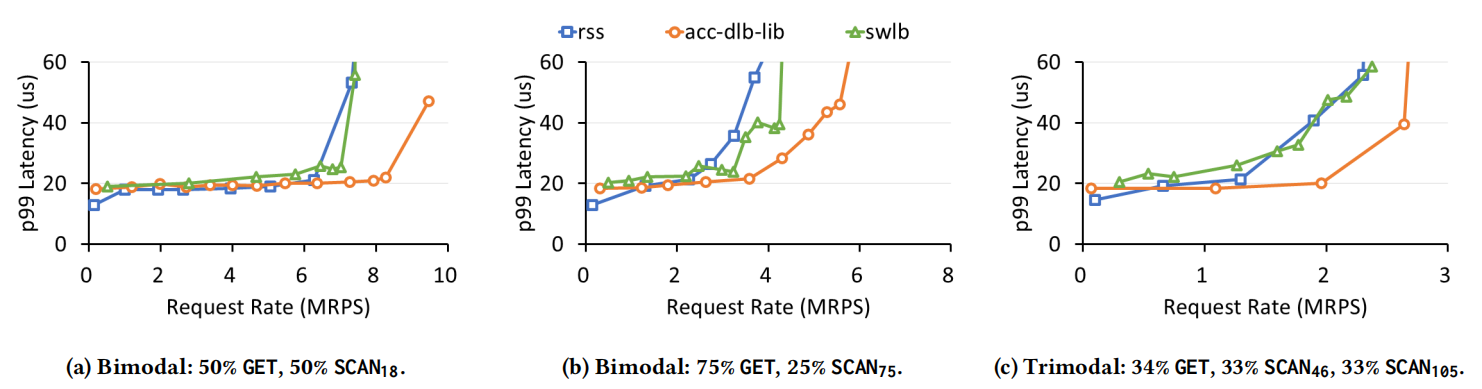 rss acc-dlb-lib swlb
p99 Latency (us)
60
40
20
0
0 2 4 6 8 10
Request Rate (MRPS)
(a) Bimodal: 50% GET, 50% SCAN₁₈.
p99 Latency (us)
60
40
20
0
0 2 4 6 8
Request Rate (MRPS)
(b) Bimodal: 75% GET, 25% SCAN₇₅.
p99 Latency (us)
60
40
20
0
0 1 2 3
Request Rate (MRPS)
(c) Trimodal: 34% GET, 33% SCAN₄₆, 33% SCAN₁₀₅.